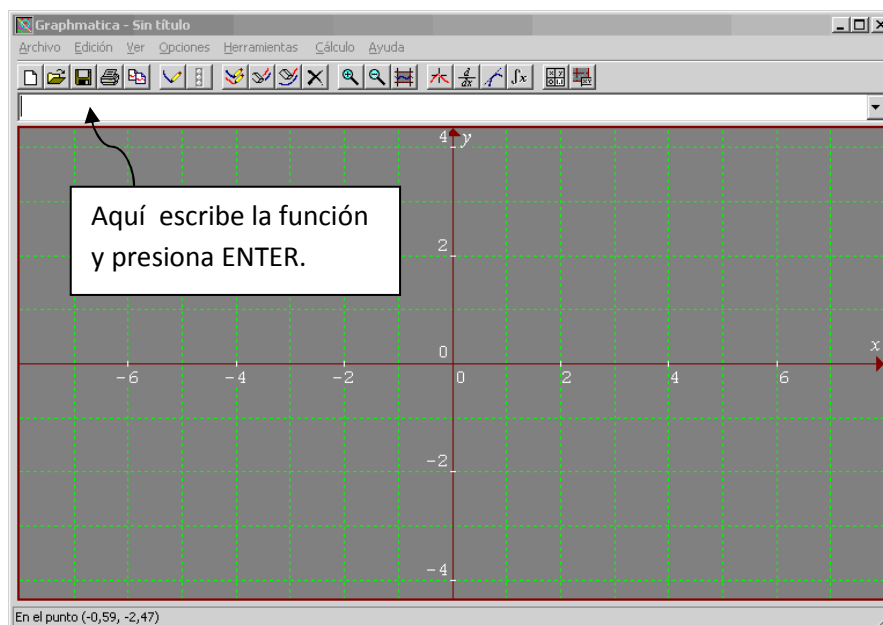 Graphmatica - Sin título
Archivo Edición Ver Opciones Herramientas Cálculo Ayuda
d/dx ∫x
4 y
Aquí escribe la función
y presiona ENTER.
2
0
x
-6 -4 -2 0 2 4 6
-2
-4
En el punto (-0,59, -2,47)